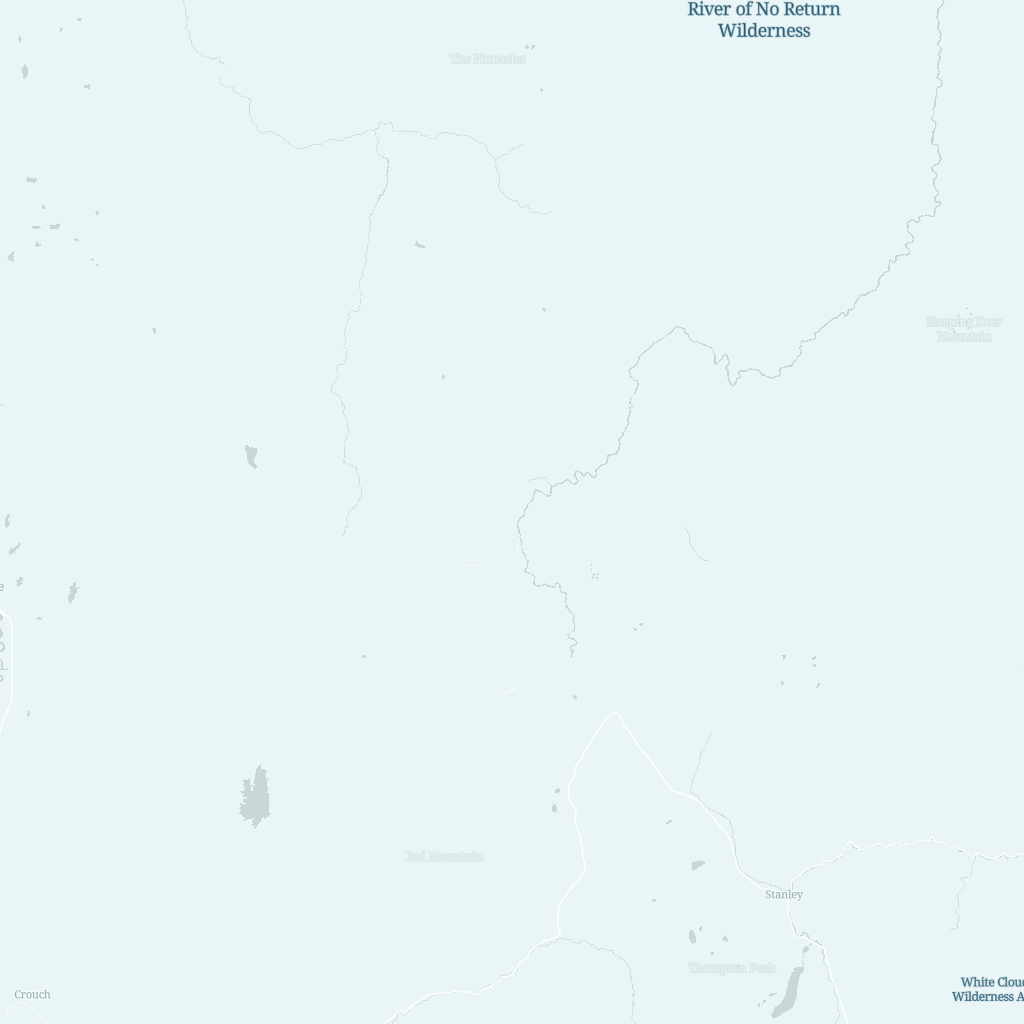 River of No Return
Wilderness
The Pinnacles
Sleeping Deer
Mountain
e
Red Mountain
Stanley
Thompson Peak
Crouch
White Cloud
Wilderness A